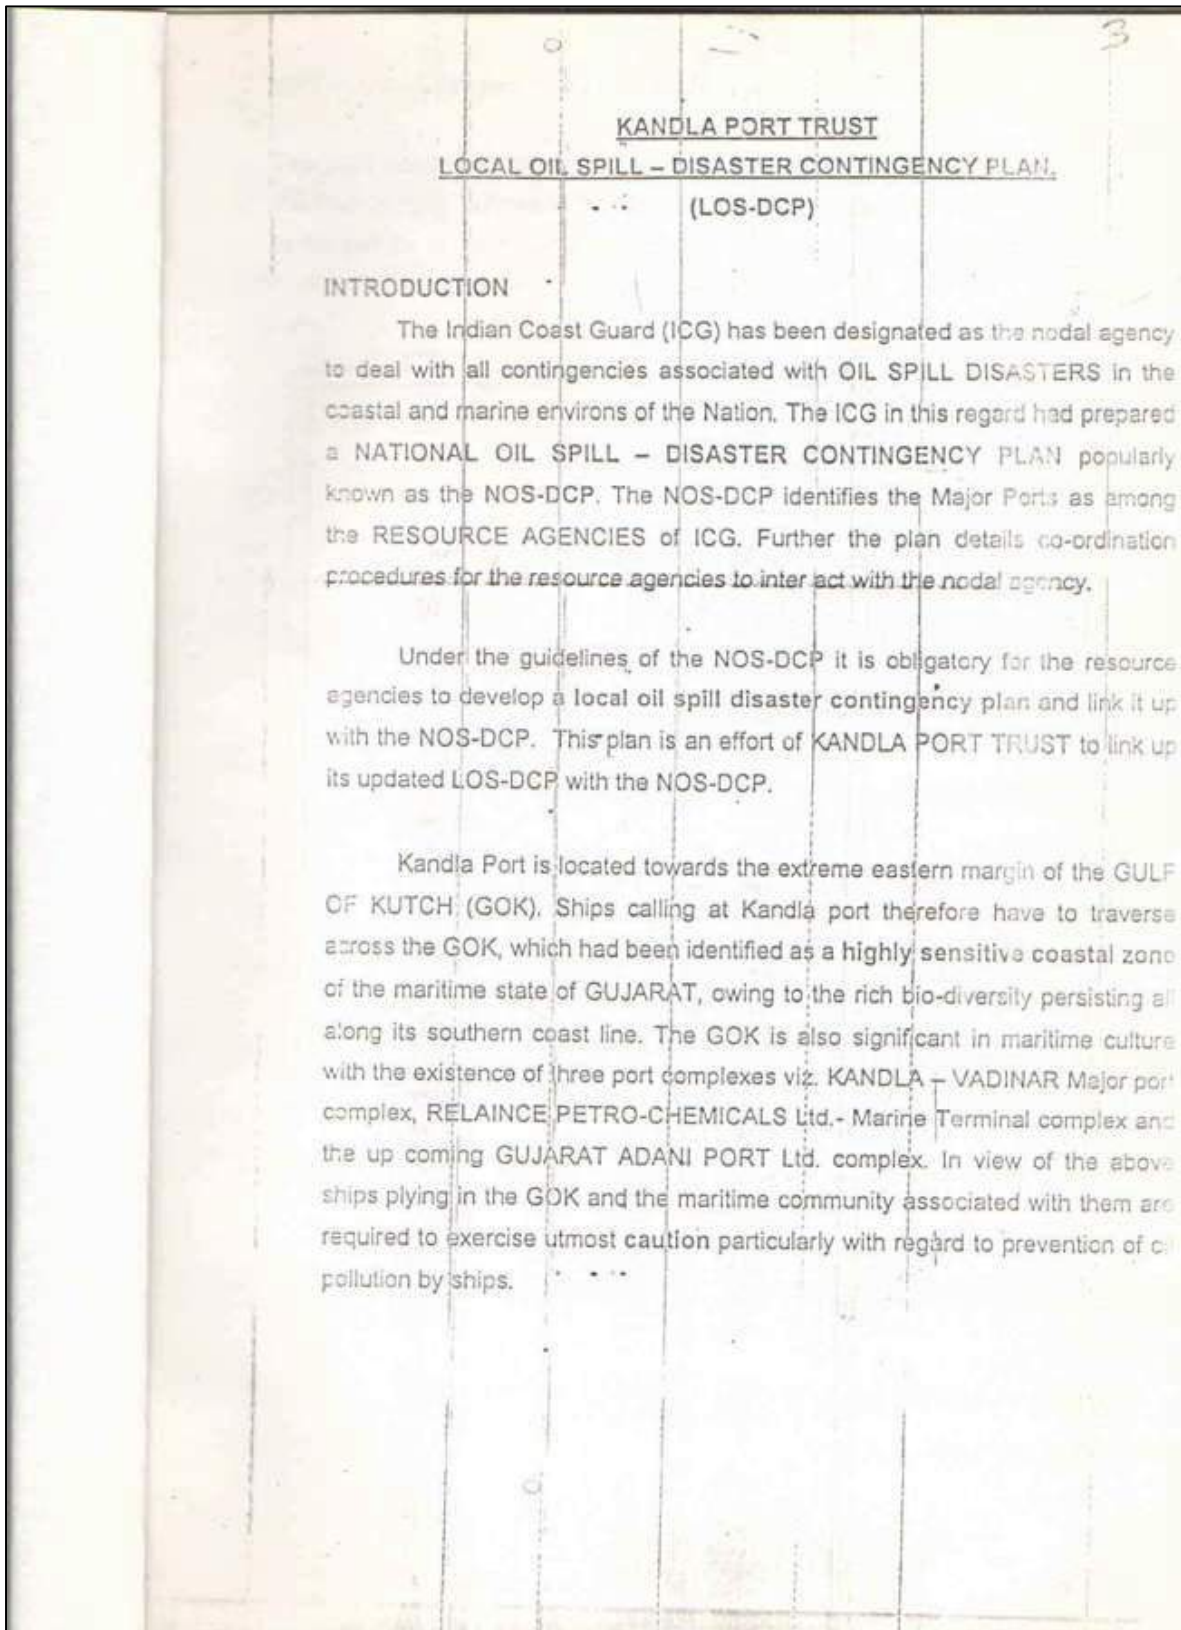 3
KANDLA PORT TRUST
LOCAL OIL SPILL – DISASTER CONTINGENCY PLAN.
(LOS-DCP)
INTRODUCTION
The Indian Coast Guard (ICG) has been designated as the nodal agency
to deal with all contingencies associated with OIL SPILL DISASTERS in the
coastal and marine environs of the Nation. The ICG in this regard had prepared
a NATIONAL OIL SPILL – DISASTER CONTINGENCY PLAN popularly
known as the NOS-DCP. The NOS-DCP identifies the Major Ports as among
the RESOURCE AGENCIES of ICG. Further the plan details co-ordination
procedures for the resource agencies to inter act with the nodal agency.
Under the guidelines of the NOS-DCP it is obligatory for the resource
agencies to develop a local oil spill disaster contingency plan and link it up
with the NOS-DCP. This plan is an effort of KANDLA PORT TRUST to link up
its updated LOS-DCP with the NOS-DCP.
Kandla Port is located towards the extreme eastern margin of the GULF
OF KUTCH (GOK). Ships calling at Kandla port therefore have to traverse
across the GOK, which had been identified as a highly sensitive coastal zone
of the maritime state of GUJARAT, owing to the rich bio-diversity persisting all
along its southern coast line. The GOK is also significant in maritime culture
with the existence of three port complexes viz. KANDLA – VADINAR Major port
complex, RELAINCE PETRO-CHEMICALS Ltd.- Marine Terminal complex and
the up coming GUJARAT ADANI PORT Ltd. complex. In view of the above
ships plying in the GOK and the maritime community associated with them are
required to exercise utmost caution particularly with regard to prevention of oil
pollution by ships.